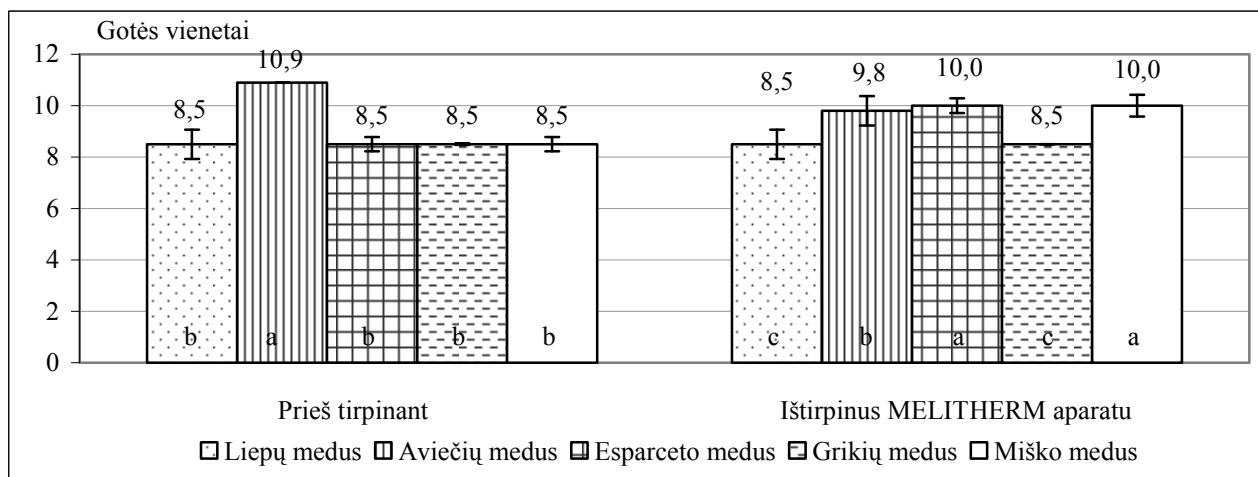 Gotės vienetai
12
10
8
6
4
2
0
8,5 10,9 8,5 8,5 8,5 8,5 9,8 10,0 8,5 10,0
b a b b b c b a c a
Prieš tirpinant Ištirpinus MELITHERM aparatu
Liepų medus Aviečių medus Esparceto medus Grikių medus Miško medus